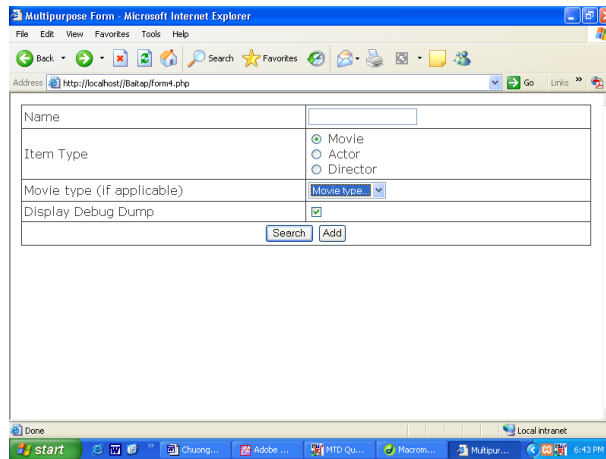 Multipurpose Form - Microsoft Internet Explorer
File Edit View Favorites Tools Help
Back Search Favorites
Address http://localhost//Baitap/form4.php Go Links »
Name
Item Type
Movie
Actor
Director
Movie type (if applicable) Movie type...
Display Debug Dump
Search Add
Done Local intranet
start » Chuong... Adobe ... MTD Qu... Macrom... Multipur... 6:43 PM